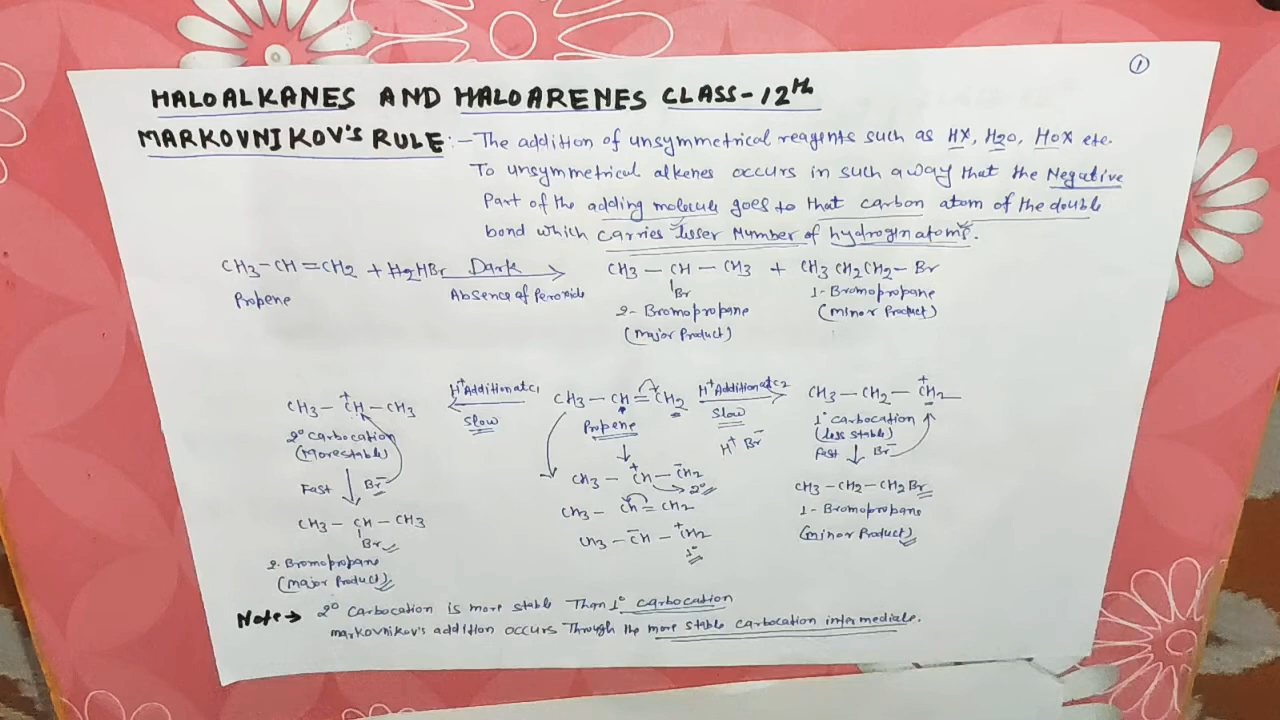 1
HALOALKANES AND HALOARENES CLASS-12th
MARKOVNIKOV'S RULE:- The addition of unsymmetrical reagents such as HX, H2O, HOX etc.
To unsymmetrical alkenes occurs in such a way that the Negative
Part of the adding molecule goes to that carbon atom of the double
bond which carries lesser Number of hydrogen atoms.
CH3-CH=CH2 + HBr Dark CH3 - CH - CH3 + CH3 CH2 CH2 - Br
Propene Absence of Peroxide Br 1-Bromopropane
2-Bromopropane (minor Product)
(Major Product)
CH3 - +CH - CH3 H+ Addition at C1 CH3 - CH = CH2 H+ Addition at C2 CH3 - CH2 - +CH2
Slow Propene Slow 1° carbocation
2° Carbocation H+ Br- (less stable)
(More stable) CH3 - +CH - -CH2 2° Fast Br-
Fast Br- CH3 - CH = CH2 CH3 - CH2 - CH2Br
CH3 - CH - CH3 CH3 - -CH - +CH2 1-Bromopropane
Br 1° (minor Product)
2-Bromopropane
(major Product)
Note → 2° Carbocation is more stable Than 1° carbocation
markovnikov's addition occurs Through the more stable carbocation intermediate.